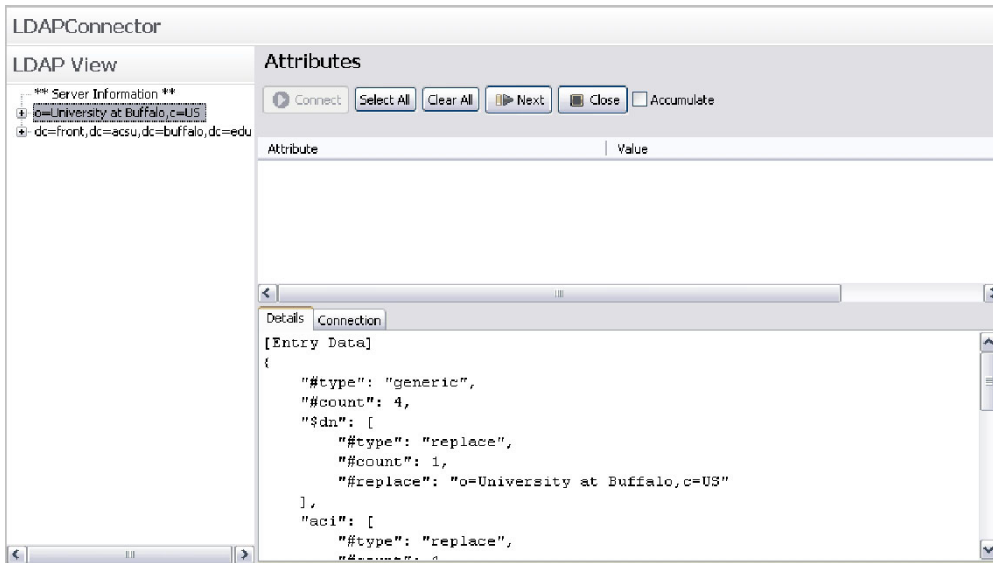 LDAPConnector
LDAP View
** Server Information **
o=University at Buffalo,c=US
dc=front,dc=acsu,dc=buffalo,dc=edu
Attributes
Connect Select All Clear All Next Close Accumulate
Attribute Value
Details Connection
[Entry Data]
{
"#type": "generic",
"#count": 4,
"$dn": [
"#type": "replace",
"#count": 1,
"#replace": "o=University at Buffalo,c=US"
],
"aci": [
"#type": "replace",